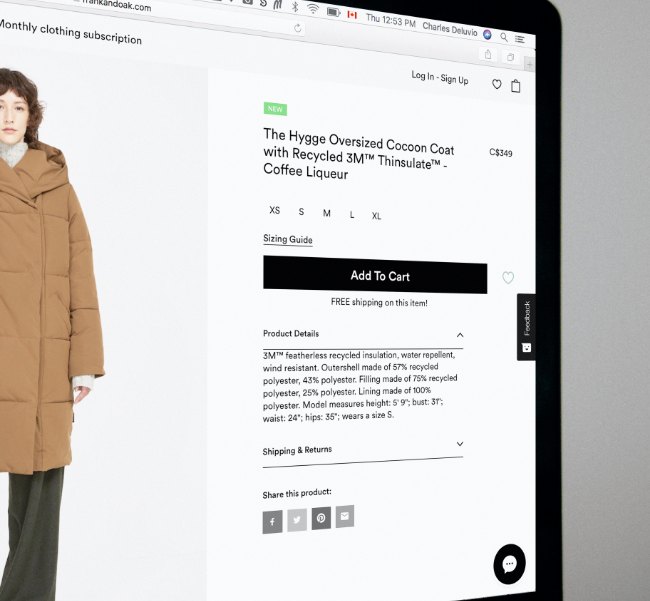 frankandoak.com
Thu 12:53 PM Charles Deluvio
Monthly clothing subscription
Log In - Sign Up
NEW
The Hygge Oversized Cocoon Coat
with Recycled 3M™ Thinsulate™ -
Coffee Liqueur
C$349
XS S M L XL
Sizing Guide
Add To Cart
FREE shipping on this item!
Feedback
Product Details
3M™ featherless recycled insulation, water repellent,
wind resistant. Outershell made of 57% recycled
polyester, 43% polyester. Filling made of 75% recycled
polyester, 25% polyester. Lining made of 100%
polyester. Model measures height: 5' 9"; bust: 31";
waist: 24"; hips: 35"; wears a size S.
Shipping & Returns
Share this product: